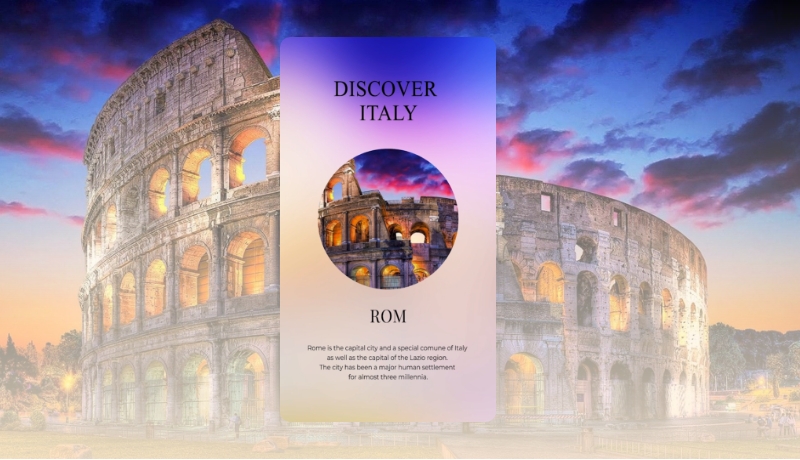 DISCOVER
ITALY
ROM
Rome is the capital city and a special comune of Italy
as well as the capital of the Lazio region.
The city has been a major human settlement
for almost three millennia.